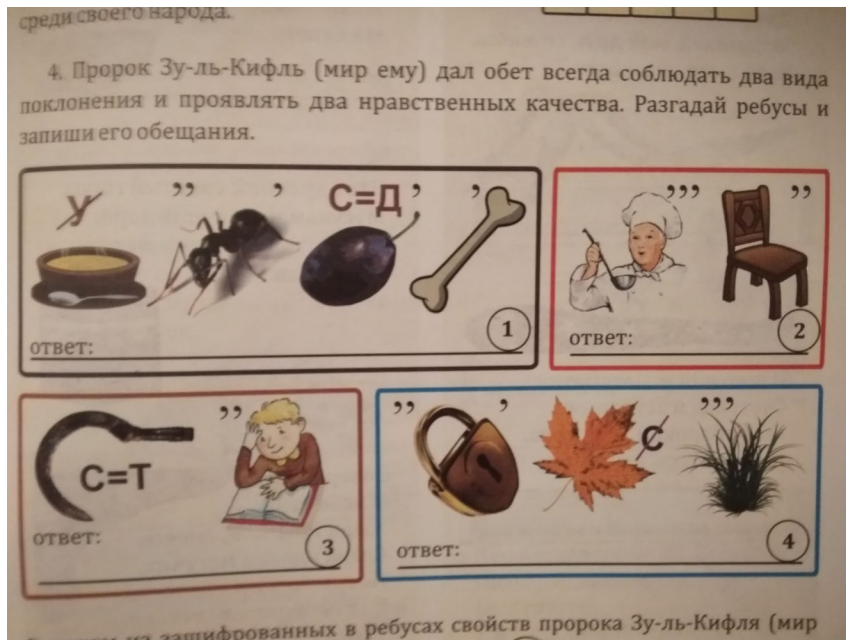 среди своего народа.
4. Пророк Зу-ль-Кифль (мир ему) дал обет всегда соблюдать два вида
поклонения и проявлять два нравственных качества. Разгадай ребусы и
запиши его обещания.
У ,, , С=Д , ,
ответ: 1
,,, ,,
ответ: 2
,,
С=Т
ответ: 3
,, , С ,,,
ответ: 4
из зашифрованных в ребусах свойств пророка Зу-ль-Кифля (мир